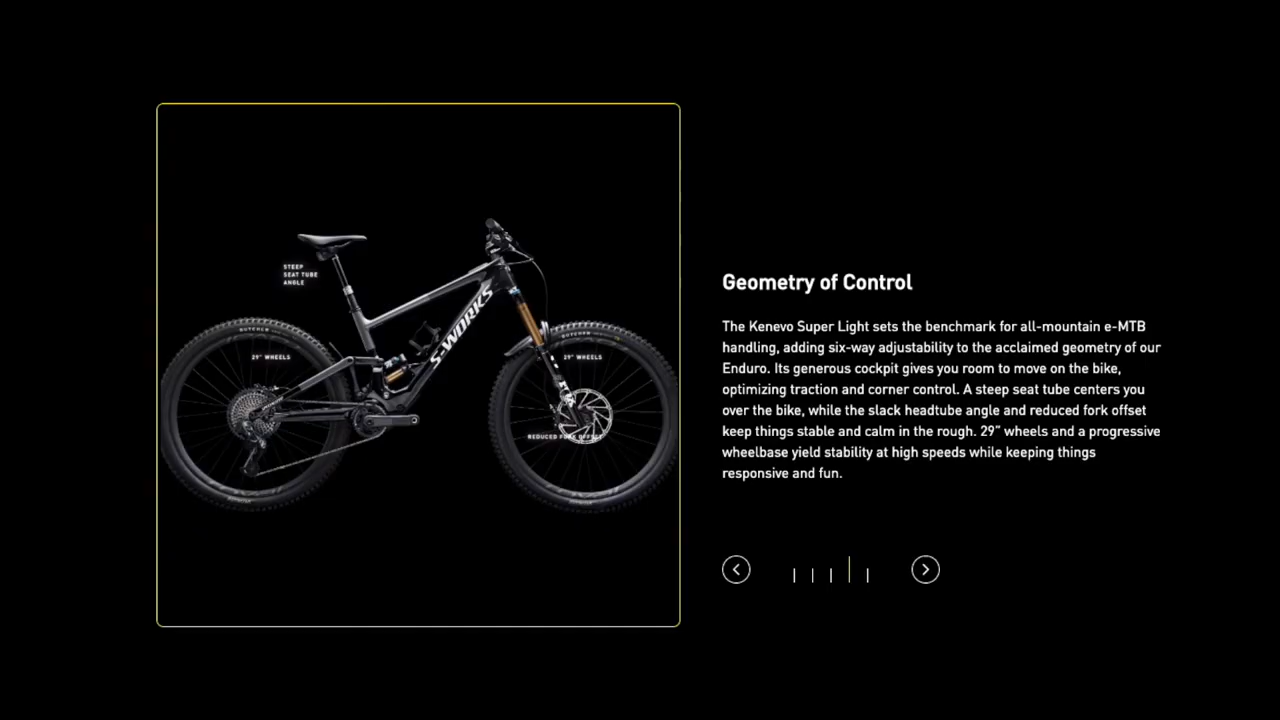 STEEP
SEAT TUBE
ANGLE
S-WORKS
BUTCHER
BUTCHER
29" WHEELS
29" WHEELS
REDUCED FORK OFFSET
Geometry of Control
The Kenevo Super Light sets the benchmark for all-mountain e-MTB
handling, adding six-way adjustability to the acclaimed geometry of our
Enduro. Its generous cockpit gives you room to move on the bike,
optimizing traction and corner control. A steep seat tube centers you
over the bike, while the slack headtube angle and reduced fork offset
keep things stable and calm in the rough. 29" wheels and a progressive
wheelbase yield stability at high speeds while keeping things
responsive and fun.